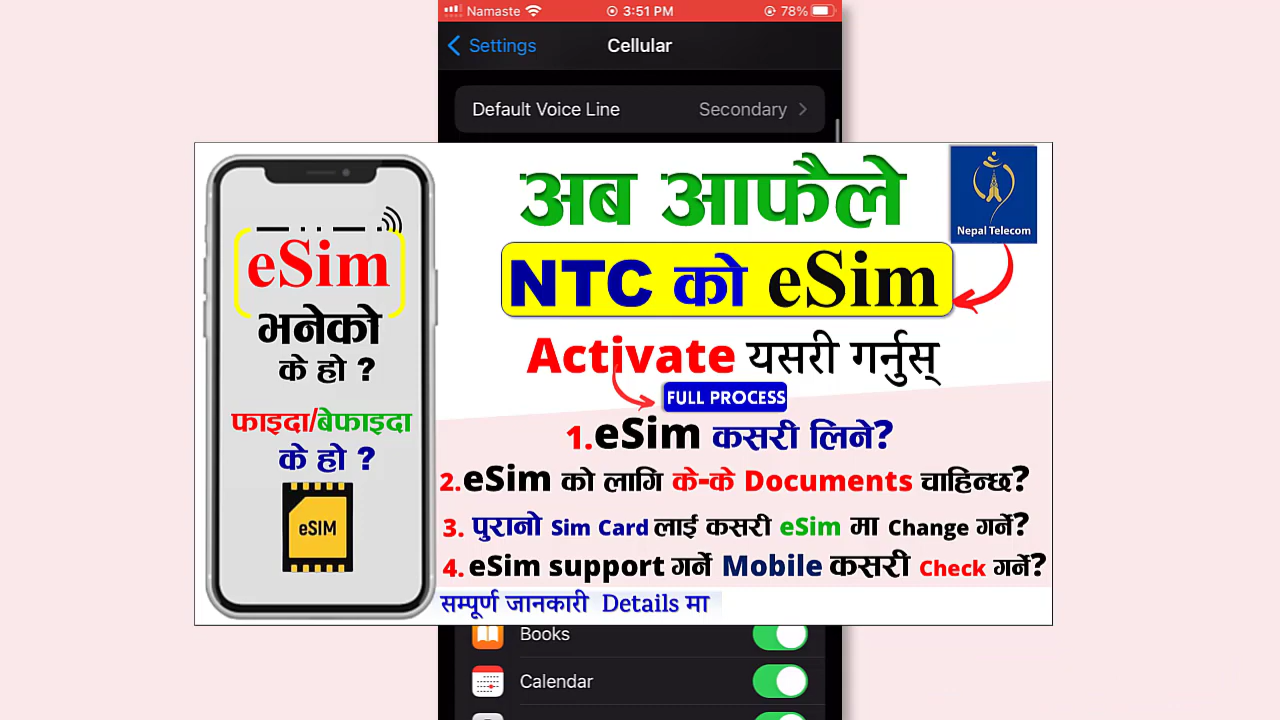 Namaste 3:51 PM 78%
Settings Cellular
Default Voice Line Secondary
अब आफैले
Nepal Telecom
NTC को eSim
Activate यसरी गर्नुस्
FULL PROCESS
1.eSim कसरी लिने?
2.eSim को लागि के-के Documents चाहिन्छ?
3. पुरानो Sim Card लाई कसरी eSim मा Change गर्ने?
4. eSim support गर्ने Mobile कसरी Check गर्ने?
सम्पूर्ण जानकारी Details मा
eSim
भनेको
के हो ?
फाइदा/बेफाइदा
के हो ?
eSIM
Books
Calendar